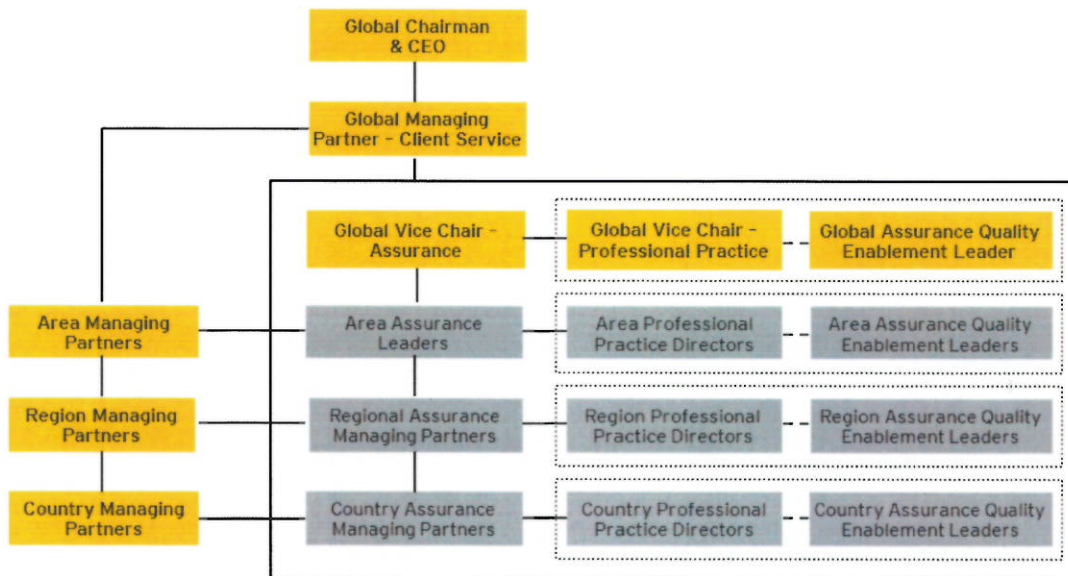 Global Chairman
& CEO
Global Managing
Partner – Client Service
Global Vice Chair –
Assurance
Global Vice Chair –
Professional Practice
Global Assurance Quality
Enablement Leader
Area Managing
Partners
Area Assurance
Leaders
Area Professional
Practice Directors
Area Assurance Quality
Enablement Leaders
Region Managing
Partners
Regional Assurance
Managing Partners
Region Professional
Practice Directors
Region Assurance Quality
Enablement Leaders
Country Managing
Partners
Country Assurance
Managing Partners
Country Professional
Practice Directors
Country Assurance Quality
Enablement Leaders